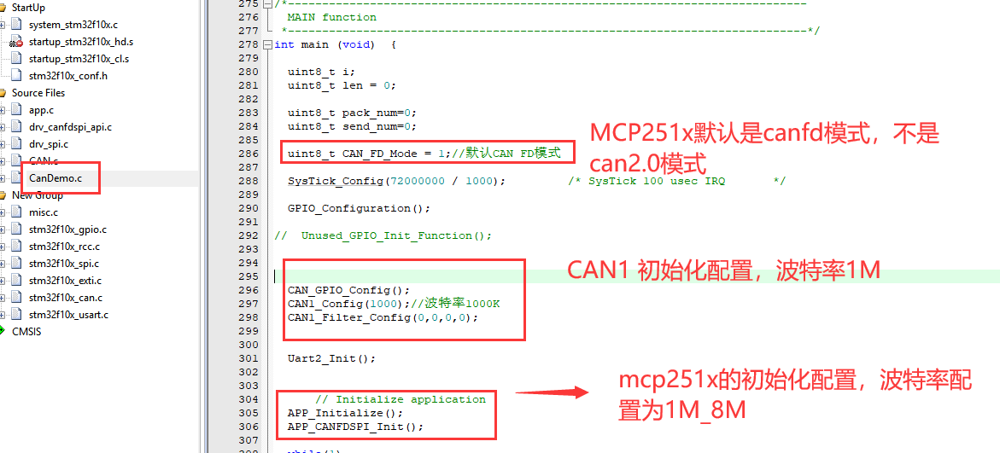 StartUp
system_stm32f10x.c
startup_stm32f10x_hd.s
startup_stm32f10x_cl.s
stm32f10x_conf.h
Source Files
app.c
drv_canfdspi_api.c
drv_spi.c
CAN.c
CanDemo.c
New Group
misc.c
stm32f10x_gpio.c
stm32f10x_rcc.c
stm32f10x_spi.c
stm32f10x_exti.c
stm32f10x_can.c
stm32f10x_usart.c
CMSIS
275 /*----------------------------------------------------------------------------
276 MAIN function
277 *----------------------------------------------------------------------------*/
278 int main (void)  {
279
280 uint8_t i;
281 uint8_t len = 0;
282
283 uint8_t pack_num=0;
284 uint8_t send_num=0;
285
286 uint8_t CAN_FD_Mode = 1;//默认CAN FD模式
287
288 SysTick_Config(72000000 / 1000); /* SysTick 100 usec IRQ */
289
290 GPIO_Configuration();
291
292 // Unused_GPIO_Init_Function();
293
294
295
296 CAN_GPIO_Config();
297 CAN1_Config(1000);//波特率1000K
298 CAN1_Filter_Config(0,0,0,0);
299
300
301 Uart2_Init();
302
303
304 // Initialize application
305 APP_Initialize();
306 APP_CANFDSPI_Init();
307
MCP251x默认是canfd模式，不是
can2.0模式
CAN1 初始化配置，波特率1M
mcp251x的初始化配置，波特率配
置为1M_8M